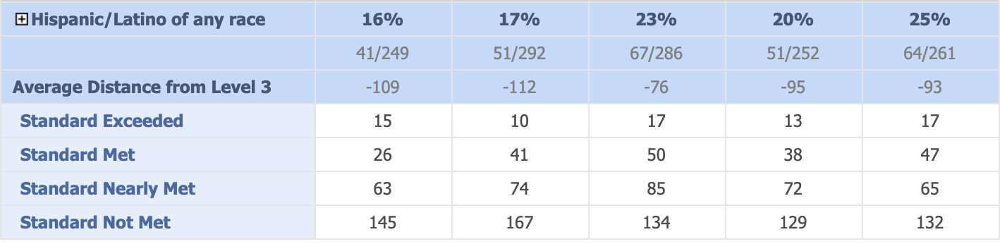 Hispanic/Latino of any race 16% 17% 23% 20% 25%
41/249 51/292 67/286 51/252 64/261
Average Distance from Level 3 -109 -112 -76 -95 -93
Standard Exceeded 15 10 17 13 17
Standard Met 26 41 50 38 47
Standard Nearly Met 63 74 85 72 65
Standard Not Met 145 167 134 129 132